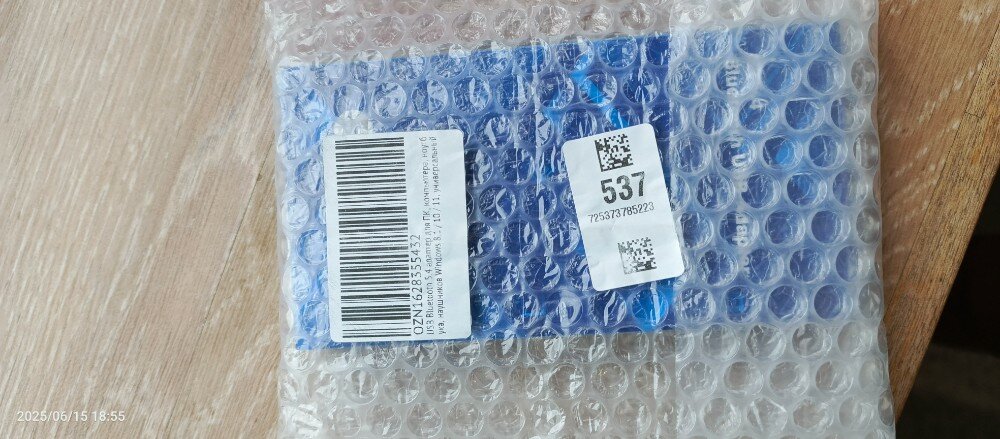 OZN1628355432
USB Bluetooth 5.4 адаптер для ПК, компьютера, ноутб
ука, наушников Windows 8.1 / 10 / 11, универсальный
537
725373785223
2025/06/15 18:55